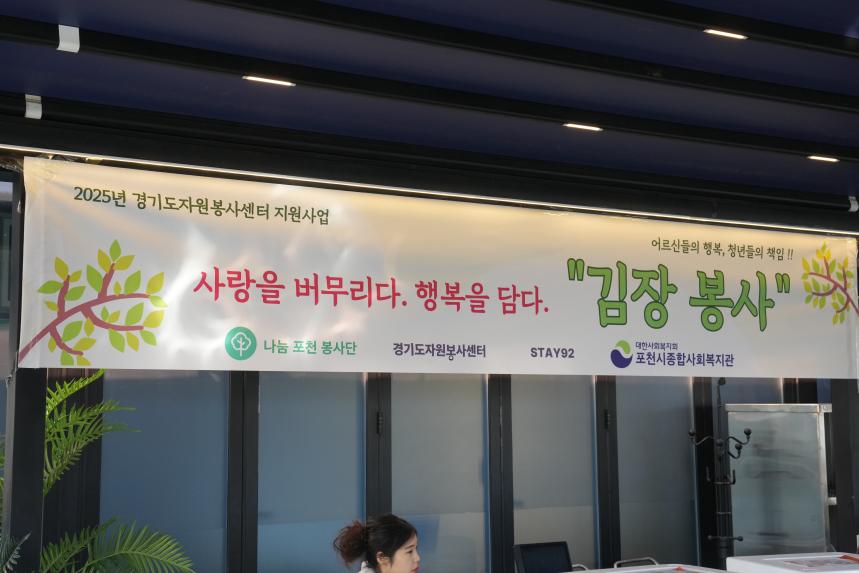 2025년 경기도자원봉사센터 지원사업
어르신들의 행복, 청년들의 책임 !!
사랑을 버무리다. 행복을 담다. "김장 봉사"
나눔 포천 봉사단 경기도자원봉사센터 STAY92 대한사회복지회
포천시종합사회복지관